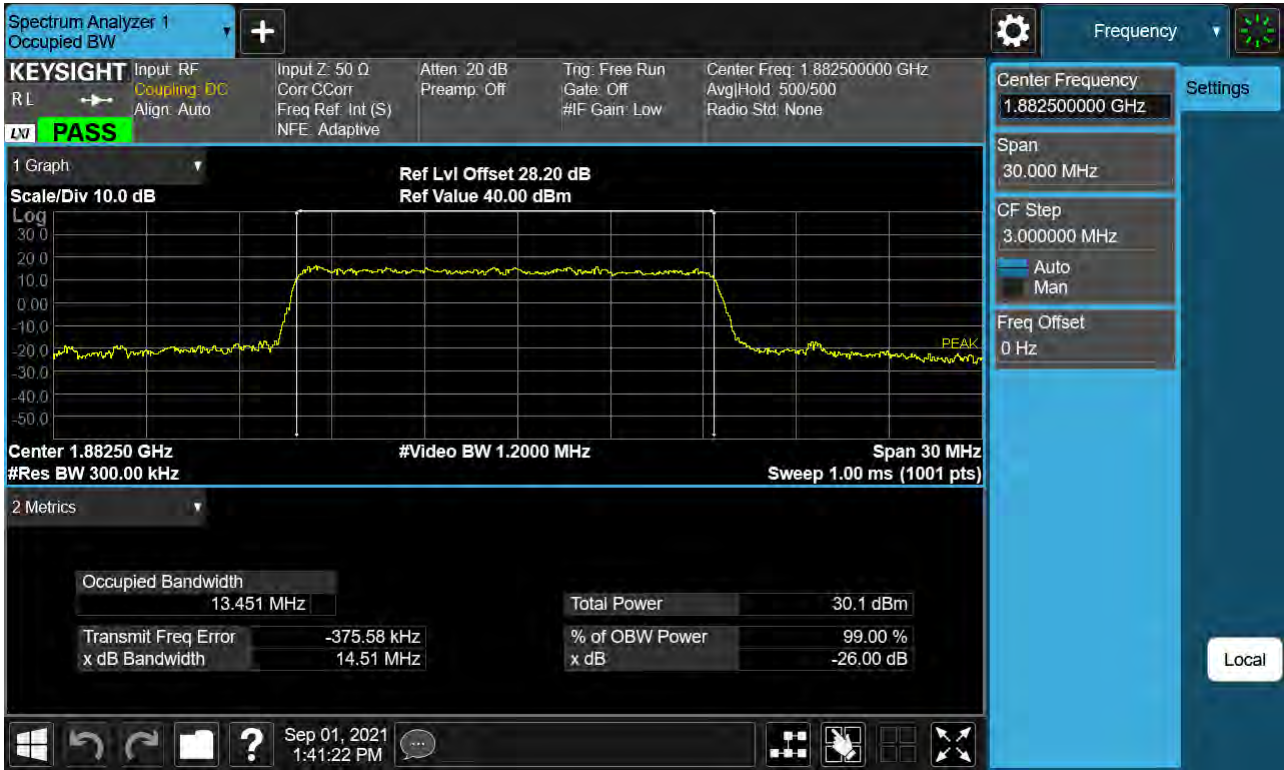 Spectrum Analyzer 1
Occupied BW
+
Frequency
KEYSIGHT
R L
LXI
PASS
Input: RF
Coupling: DC
Align: Auto
Input Z: 50 Ω
Corr CCorr
Freq Ref: Int (S)
NFE: Adaptive
Atten: 20 dB
Preamp: Off
Trig: Free Run
Gate: Off
#IF Gain: Low
Center Freq: 1.882500000 GHz
Avg|Hold: 500/500
Radio Std: None
Center Frequency
1.882500000 GHz
Settings
Span
30.000 MHz
CF Step
3.000000 MHz
Auto
Man
Freq Offset
0 Hz
Local
1 Graph
Scale/Div 10.0 dB
Ref Lvl Offset 28.20 dB
Ref Value 40.00 dBm
Log
30.0
20.0
10.0
0.00
-10.0
-20.0
-30.0
-40.0
-50.0
PEAK
Center 1.88250 GHz
#Video BW 1.2000 MHz
Span 30 MHz
#Res BW 300.00 kHz
Sweep 1.00 ms (1001 pts)
2 Metrics
Occupied Bandwidth
13.451 MHz
Total Power 30.1 dBm
Transmit Freq Error -375.58 kHz
% of OBW Power 99.00 %
x dB Bandwidth 14.51 MHz
x dB -26.00 dB
?
Sep 01, 2021
1:41:22 PM